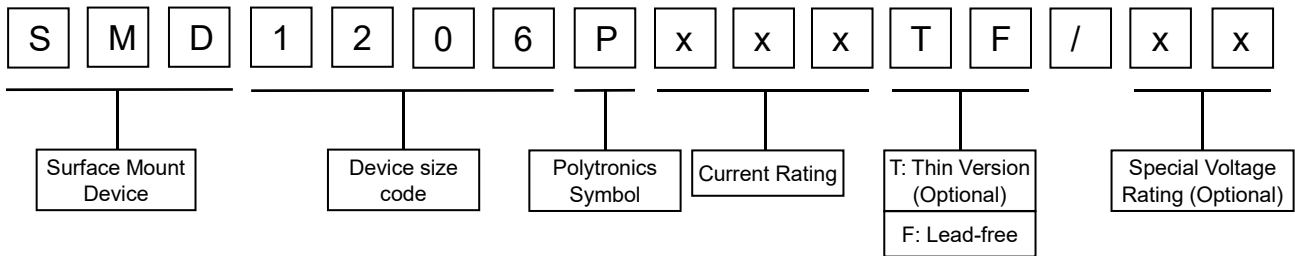 S M D 1 2 0 6 P x x x T F / x x
Surface Mount
Device
Device size
code
Polytronics
Symbol
Current Rating
T: Thin Version
(Optional)
F: Lead-free
Special Voltage
Rating (Optional)